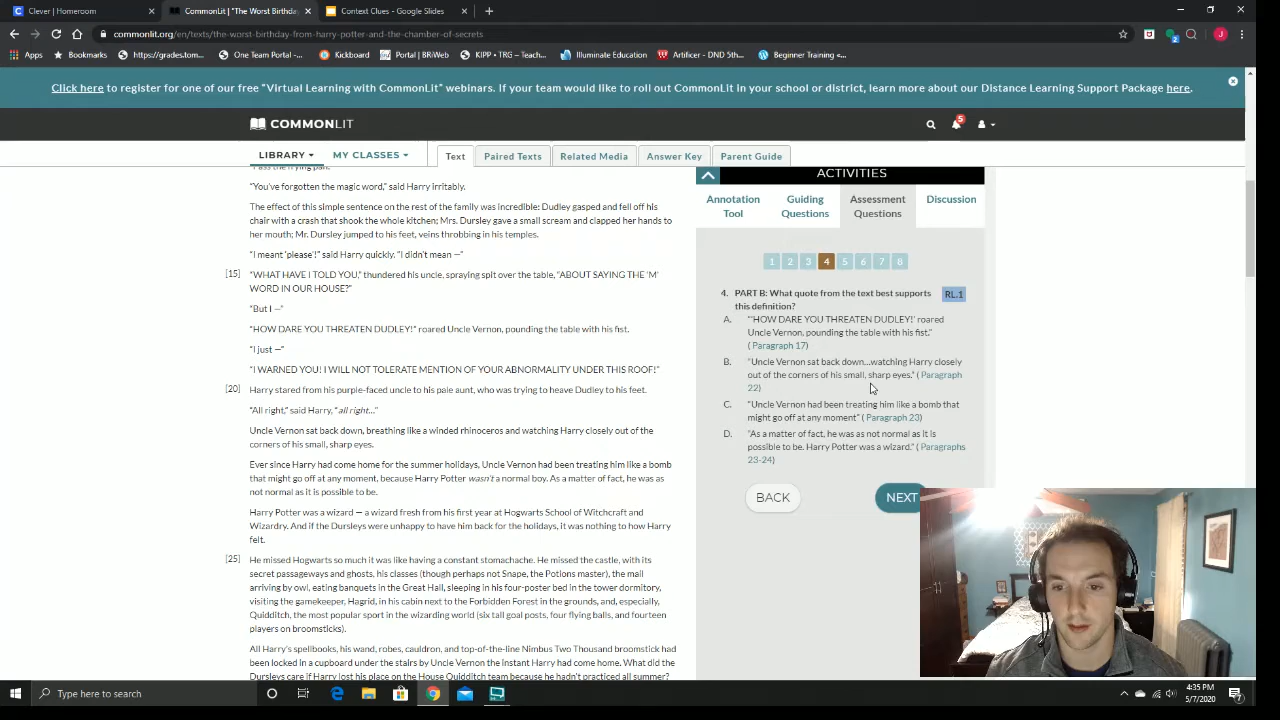 Clever | Homeroom
CommonLit | "The Worst Birthday
Context Clues - Google Slides
commonlit.org/en/texts/the-worst-birthday-from-harry-potter-and-the-chamber-of-secrets
Apps
Bookmarks
https://grades.tom...
One Team Portal -...
Kickboard
Portal | BRiWeb
KIPP • TRG – Teach...
Illuminate Education
Artificer - DND 5th...
Beginner Training <...
Click here to register for one of our free "Virtual Learning with CommonLit" webinars. If your team would like to roll out CommonLit in your school or district, learn more about our Distance Learning Support Package here.
COMMONLIT
5
LIBRARY
MY CLASSES
Text
Paired Texts
Related Media
Answer Key
Parent Guide
"Pass the frying pan."
"You've forgotten the magic word," said Harry irritably.
The effect of this simple sentence on the rest of the family was incredible: Dudley gasped and fell off his
chair with a crash that shook the whole kitchen; Mrs. Dursley gave a small scream and clapped her hands to
her mouth; Mr. Dursley jumped to his feet, veins throbbing in his temples.
"I meant 'please'!" said Harry quickly. "I didn't mean —"
[15] "WHAT HAVE I TOLD YOU," thundered his uncle, spraying spit over the table, "ABOUT SAYING THE 'M'
WORD IN OUR HOUSE?"
"But I —"
"HOW DARE YOU THREATEN DUDLEY!" roared Uncle Vernon, pounding the table with his fist.
"I just —"
"I WARNED YOU! I WILL NOT TOLERATE MENTION OF YOUR ABNORMALITY UNDER THIS ROOF!"
[20] Harry stared from his purple-faced uncle to his pale aunt, who was trying to heave Dudley to his feet.
"All right," said Harry, "all right..."
Uncle Vernon sat back down, breathing like a winded rhinoceros and watching Harry closely out of the
corners of his small, sharp eyes.
Ever since Harry had come home for the summer holidays, Uncle Vernon had been treating him like a bomb
that might go off at any moment, because Harry Potter wasn't a normal boy. As a matter of fact, he was as
not normal as it is possible to be.
Harry Potter was a wizard — a wizard fresh from his first year at Hogwarts School of Witchcraft and
Wizardry. And if the Dursleys were unhappy to have him back for the holidays, it was nothing to how Harry
felt.
[25] He missed Hogwarts so much it was like having a constant stomachache. He missed the castle, with its
secret passageways and ghosts, his classes (though perhaps not Snape, the Potions master), the mail
arriving by owl, eating banquets in the Great Hall, sleeping in his four-poster bed in the tower dormitory,
visiting the gamekeeper, Hagrid, in his cabin next to the Forbidden Forest in the grounds, and, especially,
Quidditch, the most popular sport in the wizarding world (six tall goal posts, four flying balls, and fourteen
players on broomsticks).
All Harry's spellbooks, his wand, robes, cauldron, and top-of-the-line Nimbus Two Thousand broomstick had
been locked in a cupboard under the stairs by Uncle Vernon the instant Harry had come home. What did the
Dursleys care if Harry lost his place on the House Quidditch team because he hadn't practiced all summer?
ACTIVITIES
Annotation
Tool
Guiding
Questions
Assessment
Questions
Discussion
1 2 3 4 5 6 7 8
4. PART B: What quote from the text best supports
this definition?
RL.1
A. "'HOW DARE YOU THREATEN DUDLEY!' roared
Uncle Vernon, pounding the table with his fist."
( Paragraph 17)
B. "Uncle Vernon sat back down...watching Harry closely
out of the corners of his small, sharp eyes." ( Paragraph
22)
C. "Uncle Vernon had been treating him like a bomb that
might go off at any moment" ( Paragraph 23)
D. "As a matter of fact, he was as not normal as it is
possible to be. Harry Potter was a wizard." ( Paragraphs
23-24)
BACK
NEXT
Type here to search
4:35 PM
5/7/2020